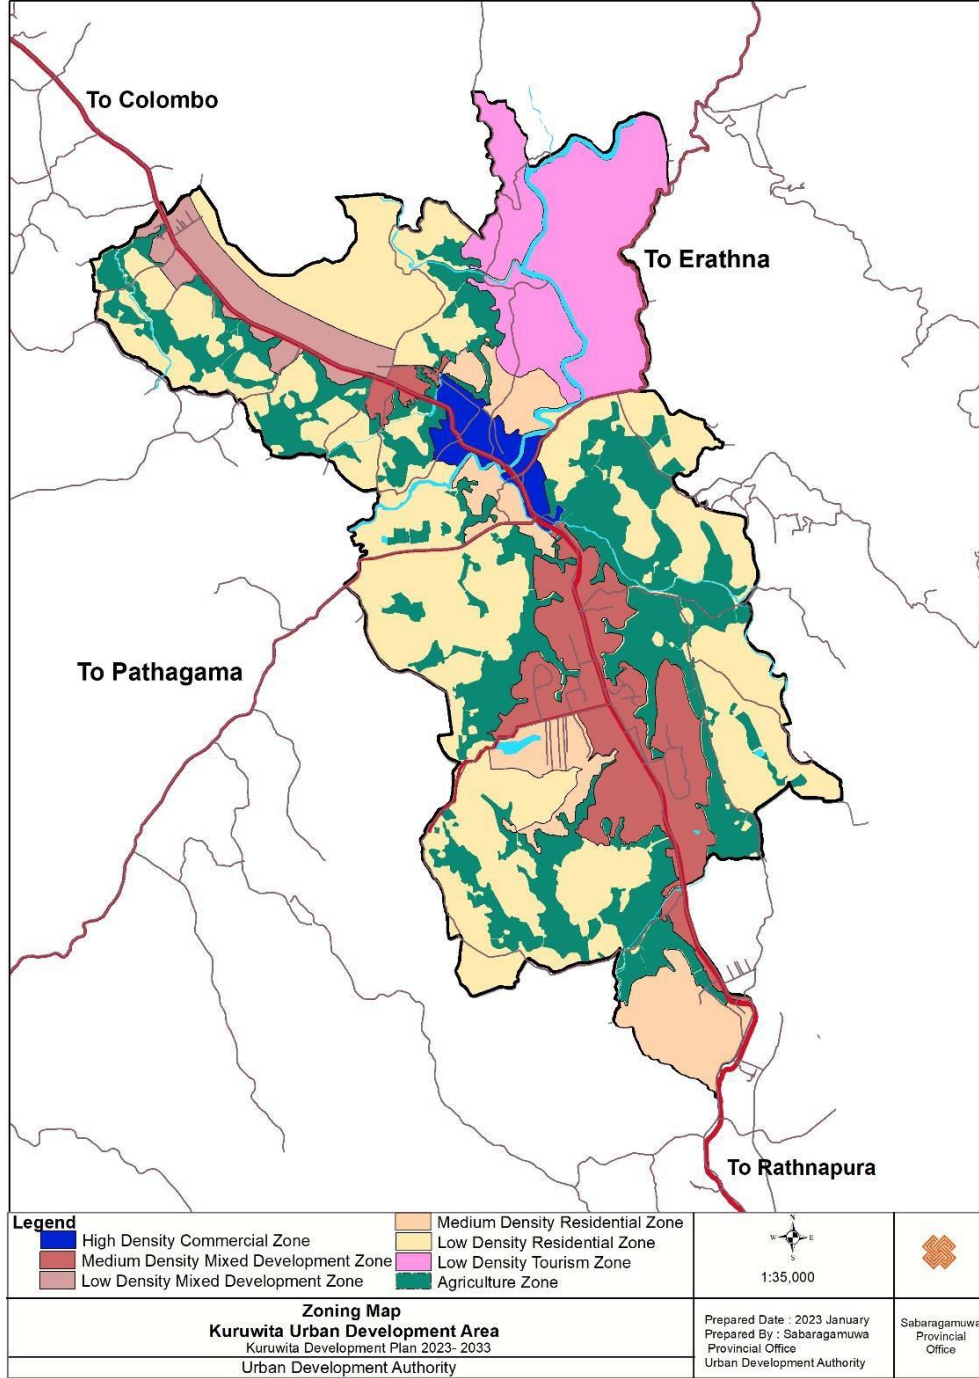 To Colombo
To Erathna
To Pathagama
To Rathnapura
Legend
High Density Commercial Zone
Medium Density Mixed Development Zone
Low Density Mixed Development Zone
Medium Density Residential Zone
Low Density Residential Zone
Low Density Tourism Zone
Agriculture Zone
N
W E
S
1:35,000
Zoning Map
Kuruwita Urban Development Area
Kuruwita Development Plan 2023- 2033
Urban Development Authority
Prepared Date : 2023 January
Prepared By : Sabaragamuwa
Provincial Office
Urban Development Authority
Sabaragamuwa
Provincial
Office